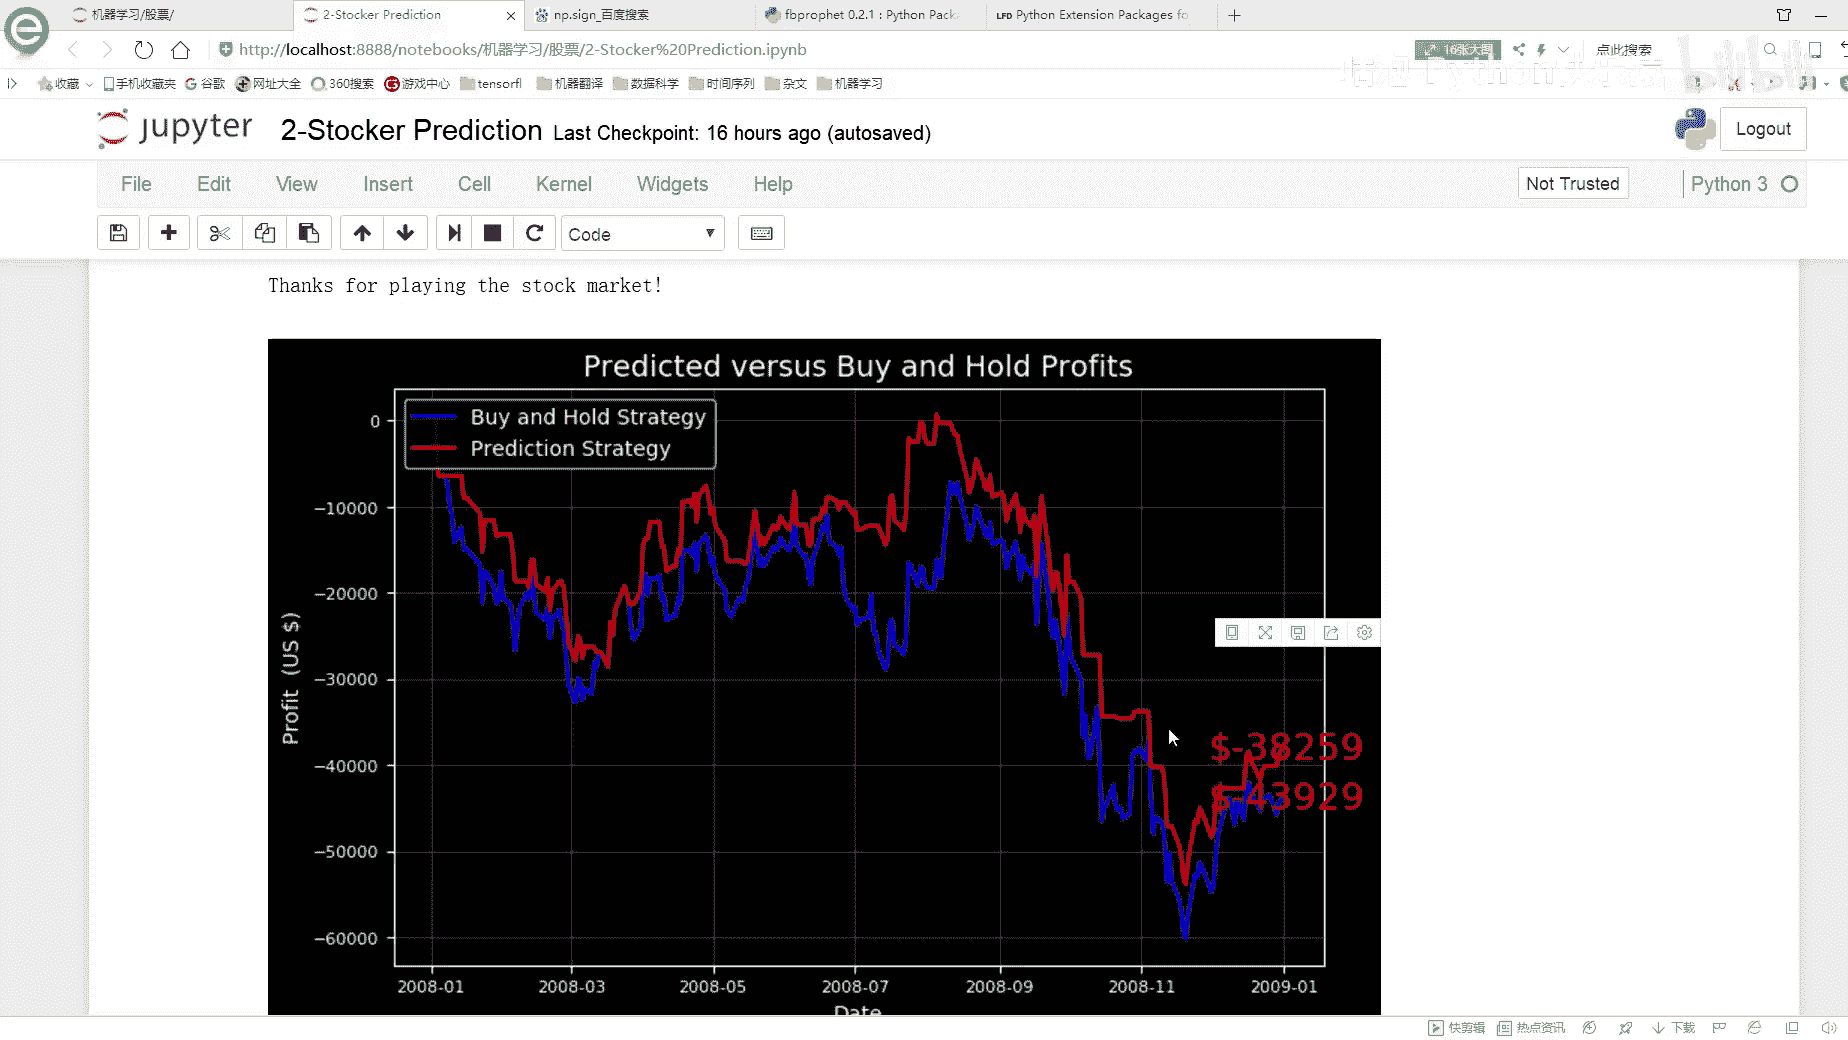 机器学习/股票/
2-Stocker Prediction
np.sign_百度搜索
fbprophet 0.2.1 : Python Pack
LFD Python Extension Packages fo
http://localhost:8888/notebooks/机器学习/股票/2-Stocker%20Prediction.ipynb
16张大图
点此搜索
收藏
手机收藏夹
谷歌
网址大全
360搜索
游戏中心
tensorfl
机器翻译
数据科学
时间序列
杂文
机器学习
bilibili
jupyter
2-Stocker Prediction
Last Checkpoint: 16 hours ago (autosaved)
Logout
File
Edit
View
Insert
Cell
Kernel
Widgets
Help
Not Trusted
Python 3
Code
Thanks for playing the stock market!
Predicted versus Buy and Hold Profits
Buy and Hold Strategy
Prediction Strategy
0
−10000
−20000
−30000
−40000
−50000
−60000
Profit (US $)
$-38259
$-43929
2008-01
2008-03
2008-05
2008-07
2008-09
2008-11
2009-01
Date
快剪辑
热点资讯
下载